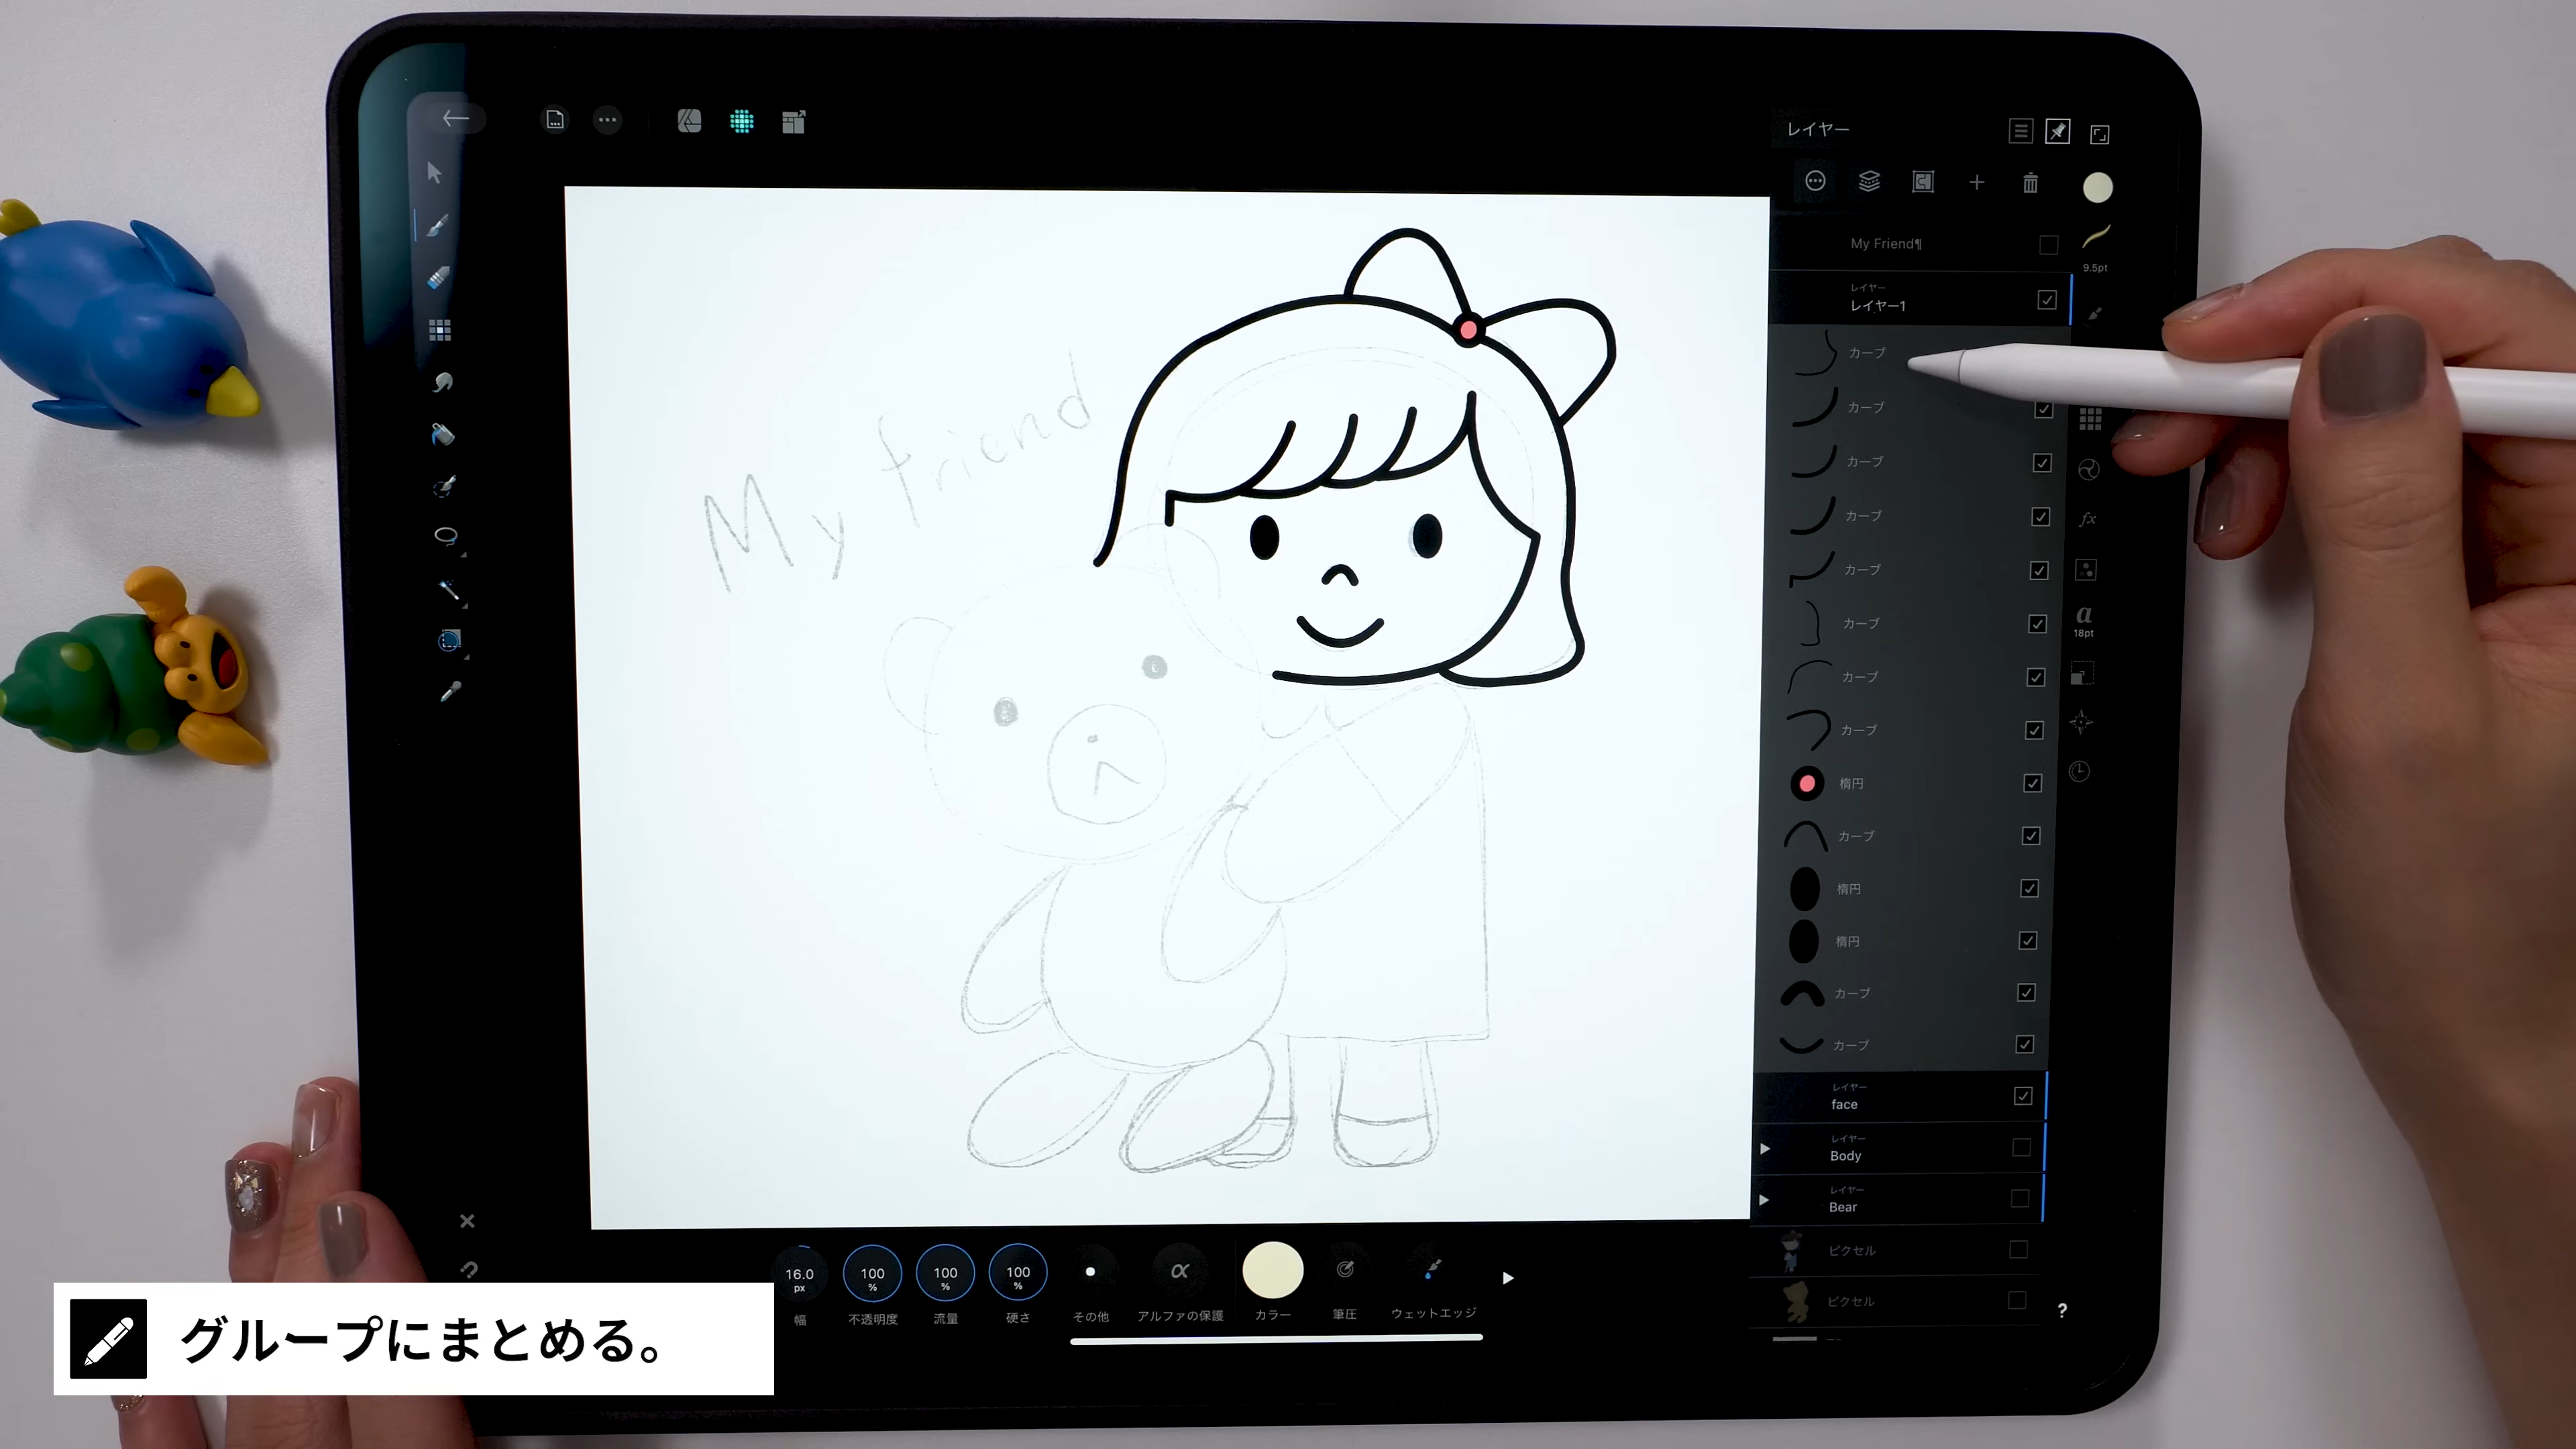 レイヤー
My Friend¶
9.5pt
レイヤー
レイヤー1
カーブ
カーブ
カーブ
カーブ
カーブ
カーブ
カーブ
カーブ
楕円
カーブ
楕円
楕円
カーブ
カーブ
fx
a
18pt
レイヤー
face
レイヤー
Body
レイヤー
Bear
ピクセル
ピクセル
?
My friend
16.0 px
100 %
100 %
100 %
α
幅
不透明度
流量
硬さ
その他
アルファの保護
カラー
筆圧
ウェットエッジ
グループにまとめる。